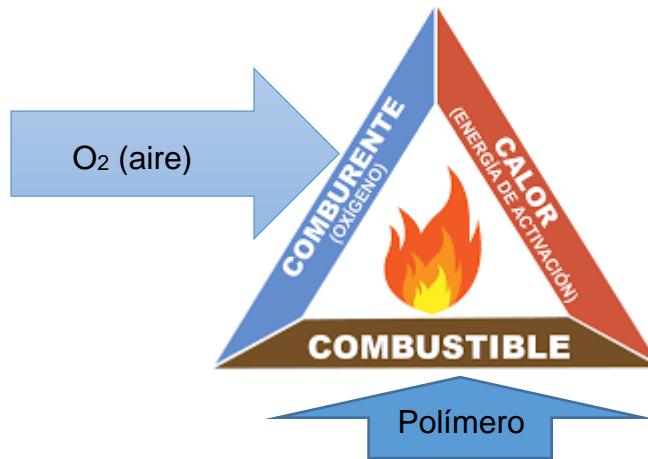 O₂ (aire)
COMBURENTE
(OXÍGENO)
CALOR
(ENERGÍA DE ACTIVACIÓN)
COMBUSTIBLE
Polímero